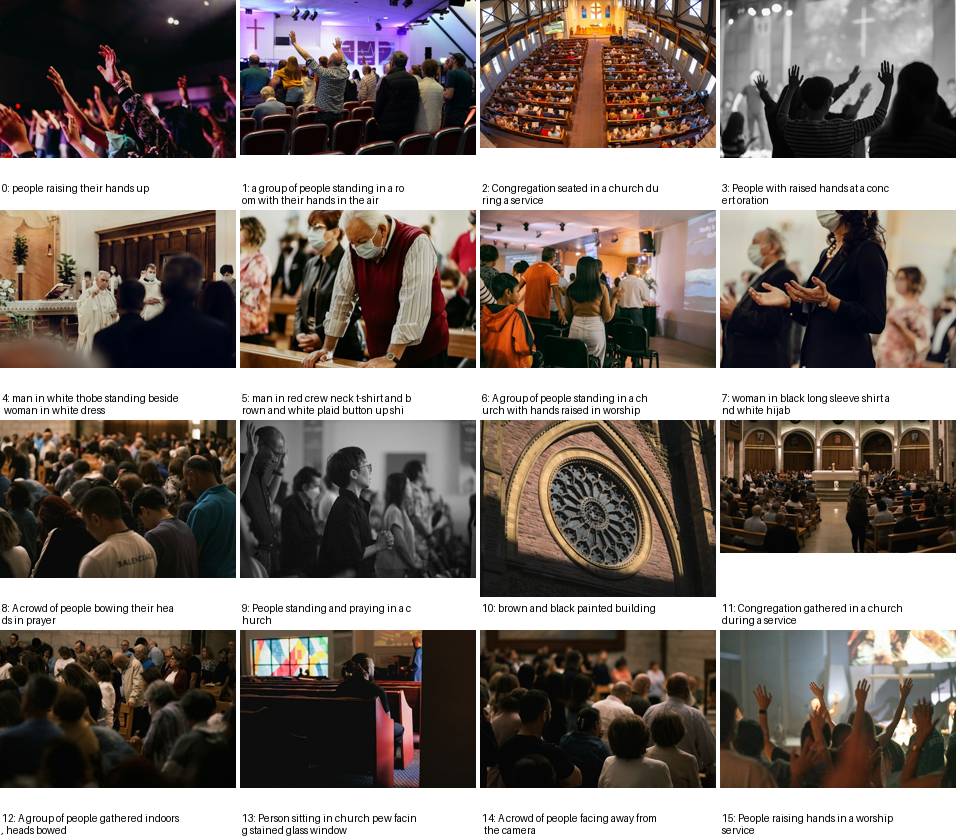 0: people raising their hands up
1: a group of people standing in a ro
om with their hands in the air
2: Congregation seated in a church du
ring a service
3: People with raised hands at a conc
ert oration
4: man in white thobe standing beside
woman in white dress
5: man in red crew neck t-shirt and b
rown and white plaid button up shi
6: A group of people standing in a ch
urch with hands raised in worship
7: woman in black long sleeve shirt a
nd white hijab
8: A crowd of people bowing their hea
ds in prayer
9: People standing and praying in a c
hurch
10: brown and black painted building
11: Congregation gathered in a church
during a service
12: A group of people gathered indoors
, heads bowed
13: Person sitting in church pew facin
g stained glass window
14: A crowd of people facing away from
the camera
15: People raising hands in a worship
service